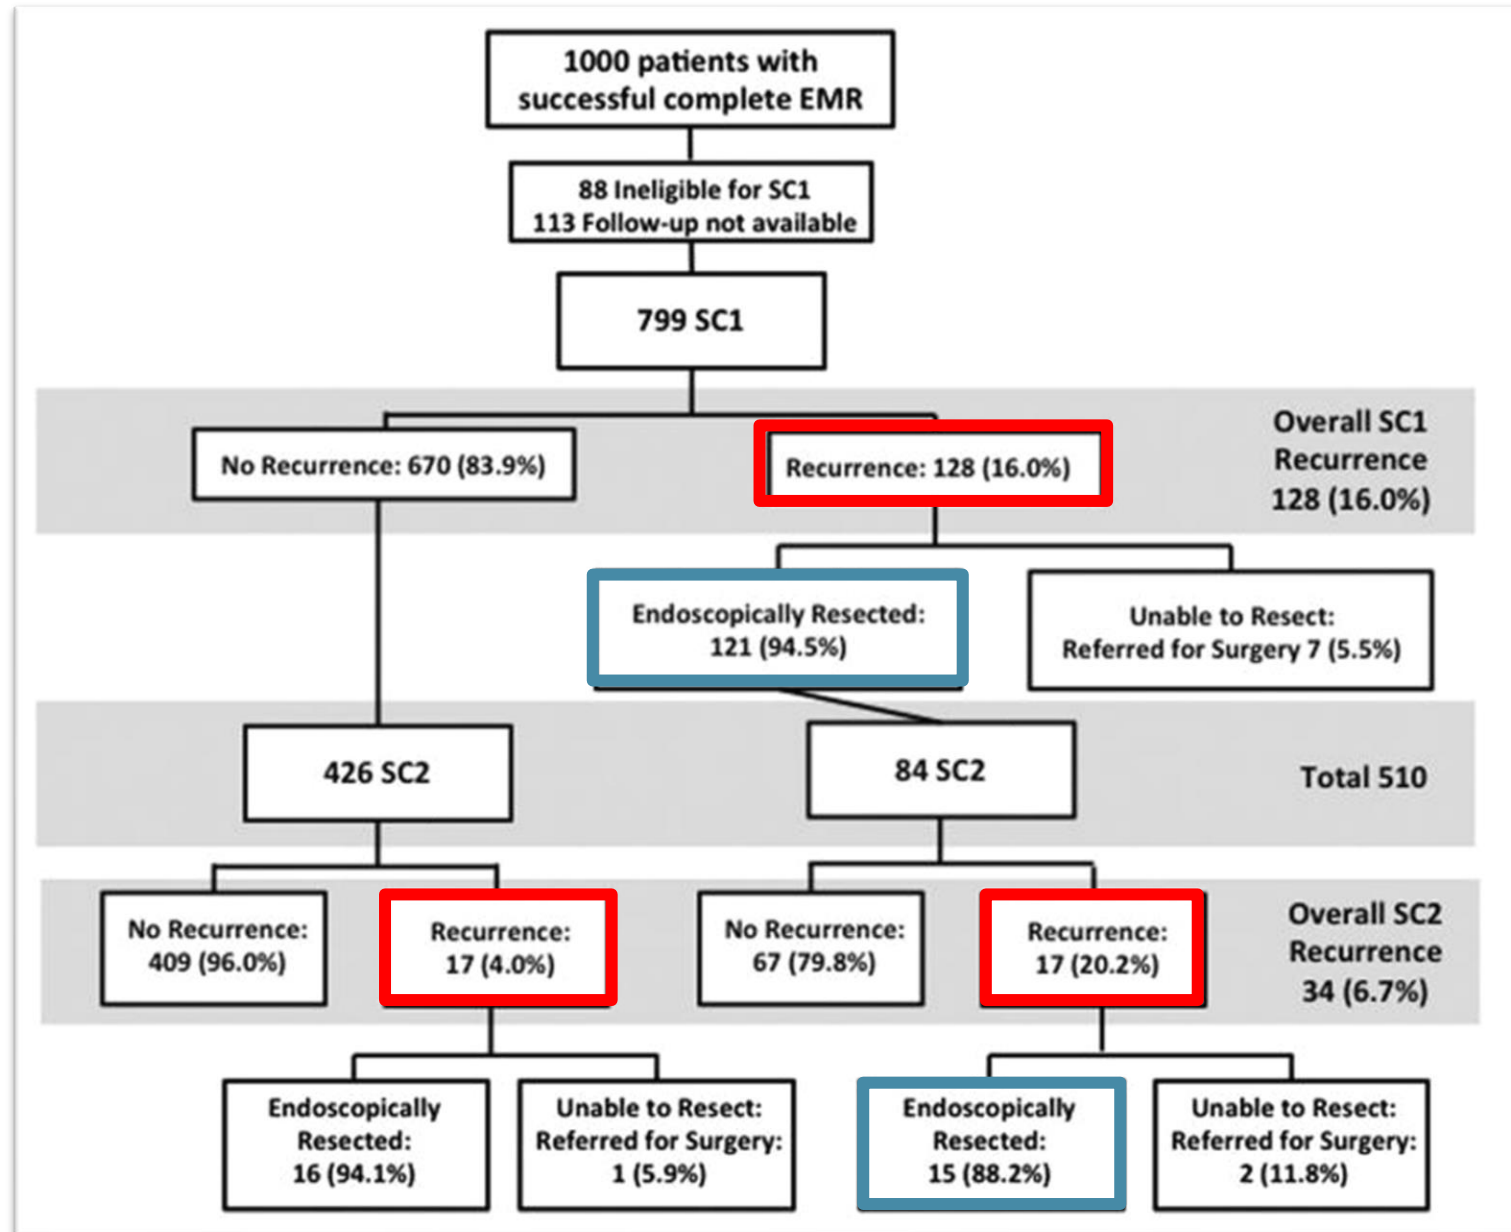 1000 patients with
successful complete EMR
88 Ineligible for SC1
113 Follow-up not available
799 SC1
No Recurrence: 670 (83.9%)
Recurrence: 128 (16.0%)
Overall SC1
Recurrence
128 (16.0%)
Endoscopically Resected:
121 (94.5%)
Unable to Resect:
Referred for Surgery 7 (5.5%)
426 SC2
84 SC2
Total 510
No Recurrence:
409 (96.0%)
Recurrence:
17 (4.0%)
No Recurrence:
67 (79.8%)
Recurrence:
17 (20.2%)
Overall SC2
Recurrence
34 (6.7%)
Endoscopically
Resected:
16 (94.1%)
Unable to Resect:
Referred for Surgery:
1 (5.9%)
Endoscopically
Resected:
15 (88.2%)
Unable to Resect:
Referred for Surgery:
2 (11.8%)